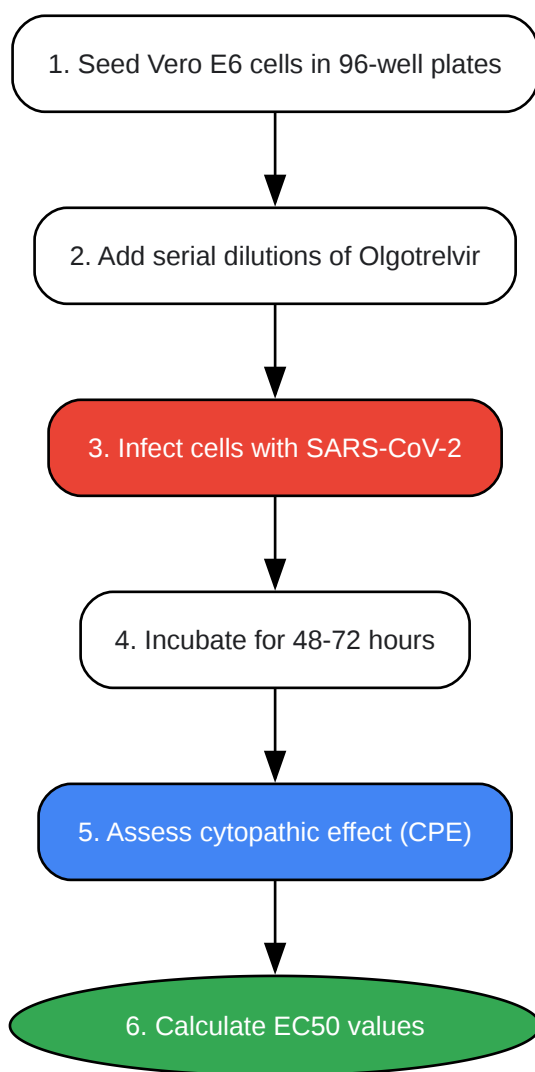 1. Seed Vero E6 cells in 96-well plates
2. Add serial dilutions of Olgotrelvir
3. Infect cells with SARS-CoV-2
4. Incubate for 48-72 hours
5. Assess cytopathic effect (CPE)
6. Calculate EC50 values